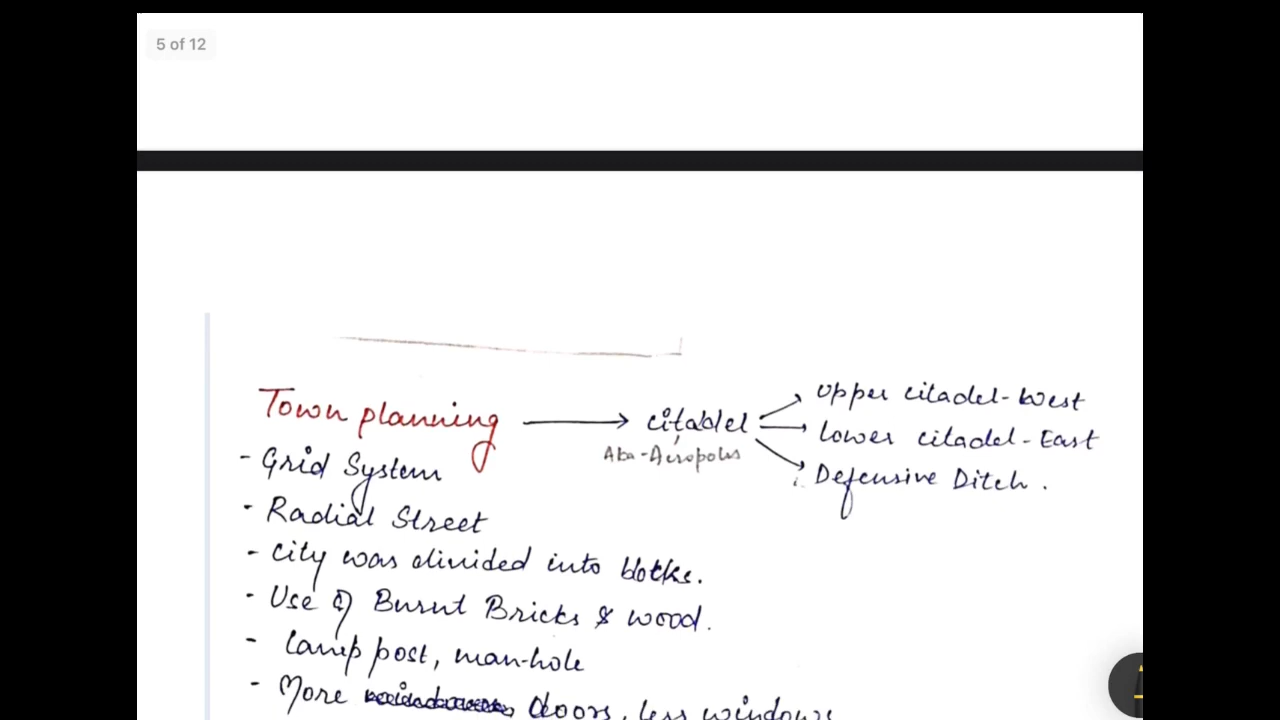 5 of 12
Town planning → citadel
Aka-Acropolis
Upper citadel-West
Lower citadel-East
Defensive Ditch.
- Grid System
- Radial Street
- City was divided into blocks.
- Use of Burnt Bricks & wood.
- Lamp post, man-hole
- More doors, less windows